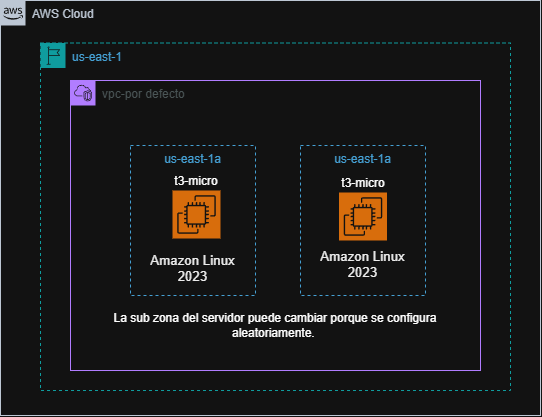 aws
AWS Cloud
us-east-1
vpc-por defecto
us-east-1a
t3-micro
Amazon Linux
2023
us-east-1a
t3-micro
Amazon Linux
2023
La sub zona del servidor puede cambiar porque se configura
aleatoriamente.